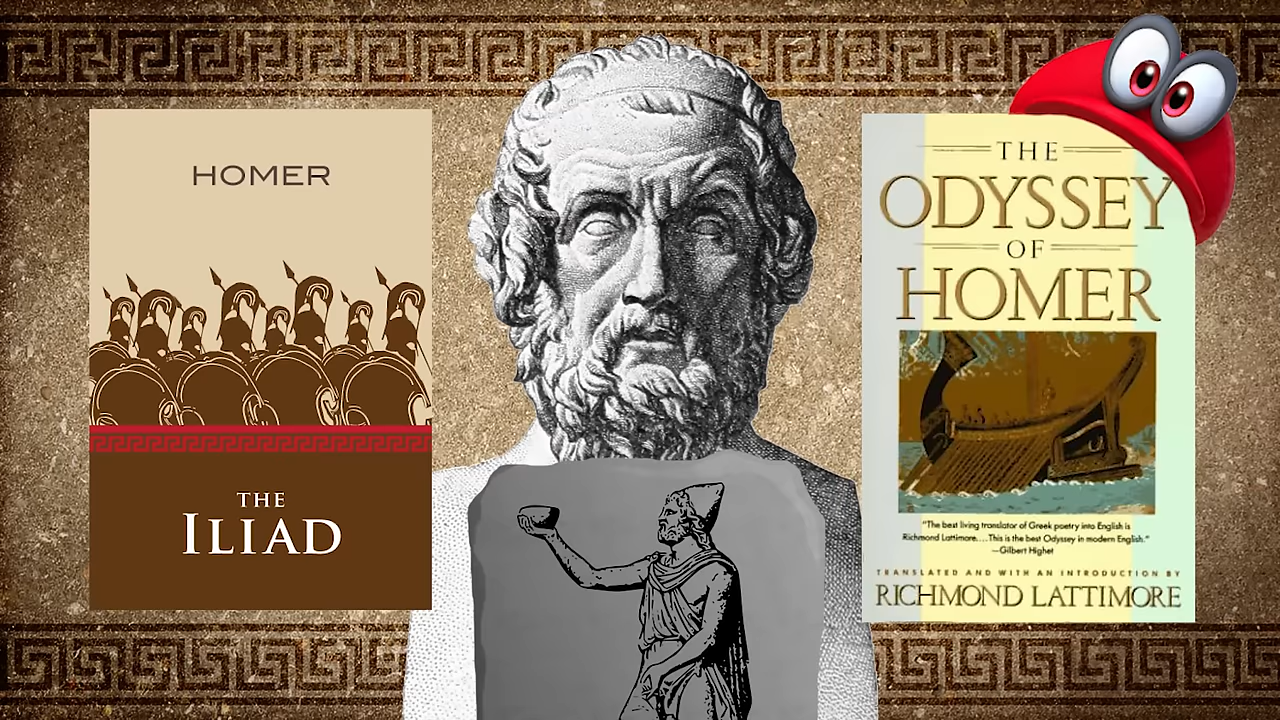 HOMER
THE
ILIAD
THE
ODYSSEY
OF
HOMER
"The best living translator of Greek poetry into English is
Richmond Lattimore....This is the best Odyssey in modern English."
—Gilbert Highet
TRANSLATED AND WITH AN INTRODUCTION BY
RICHMOND LATTIMORE